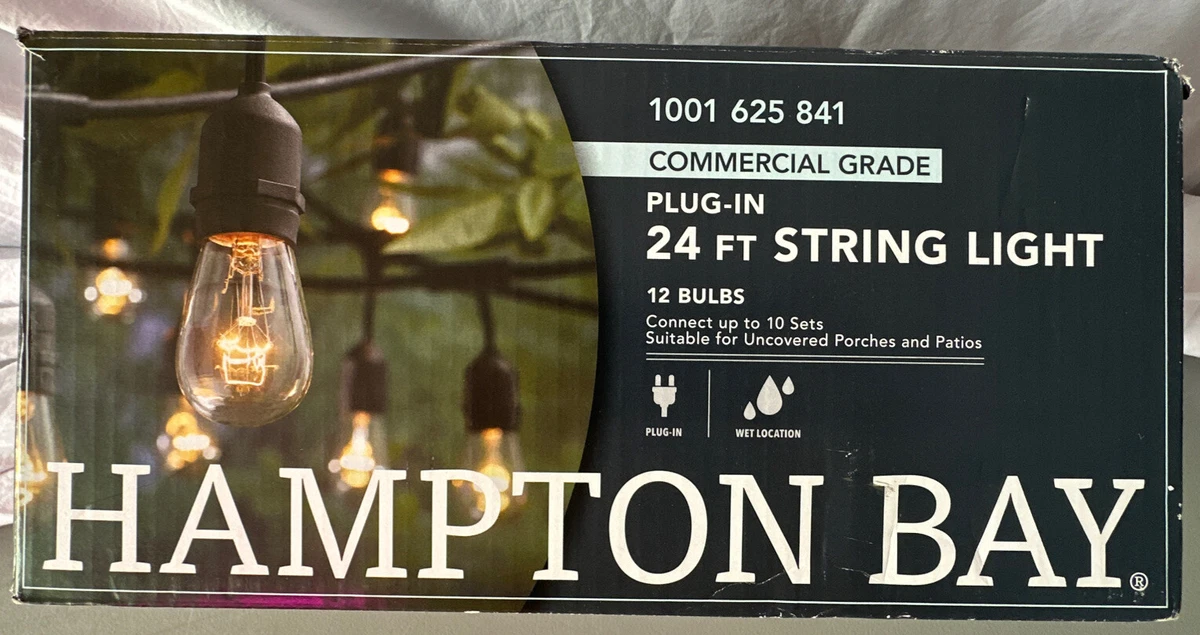 1001 625 841
COMMERCIAL GRADE
PLUG-IN
24 FT STRING LIGHT
12 BULBS
Connect up to 10 Sets
Suitable for Uncovered Porches and Patios
PLUG-IN
WET LOCATION
HAMPTON BAY®